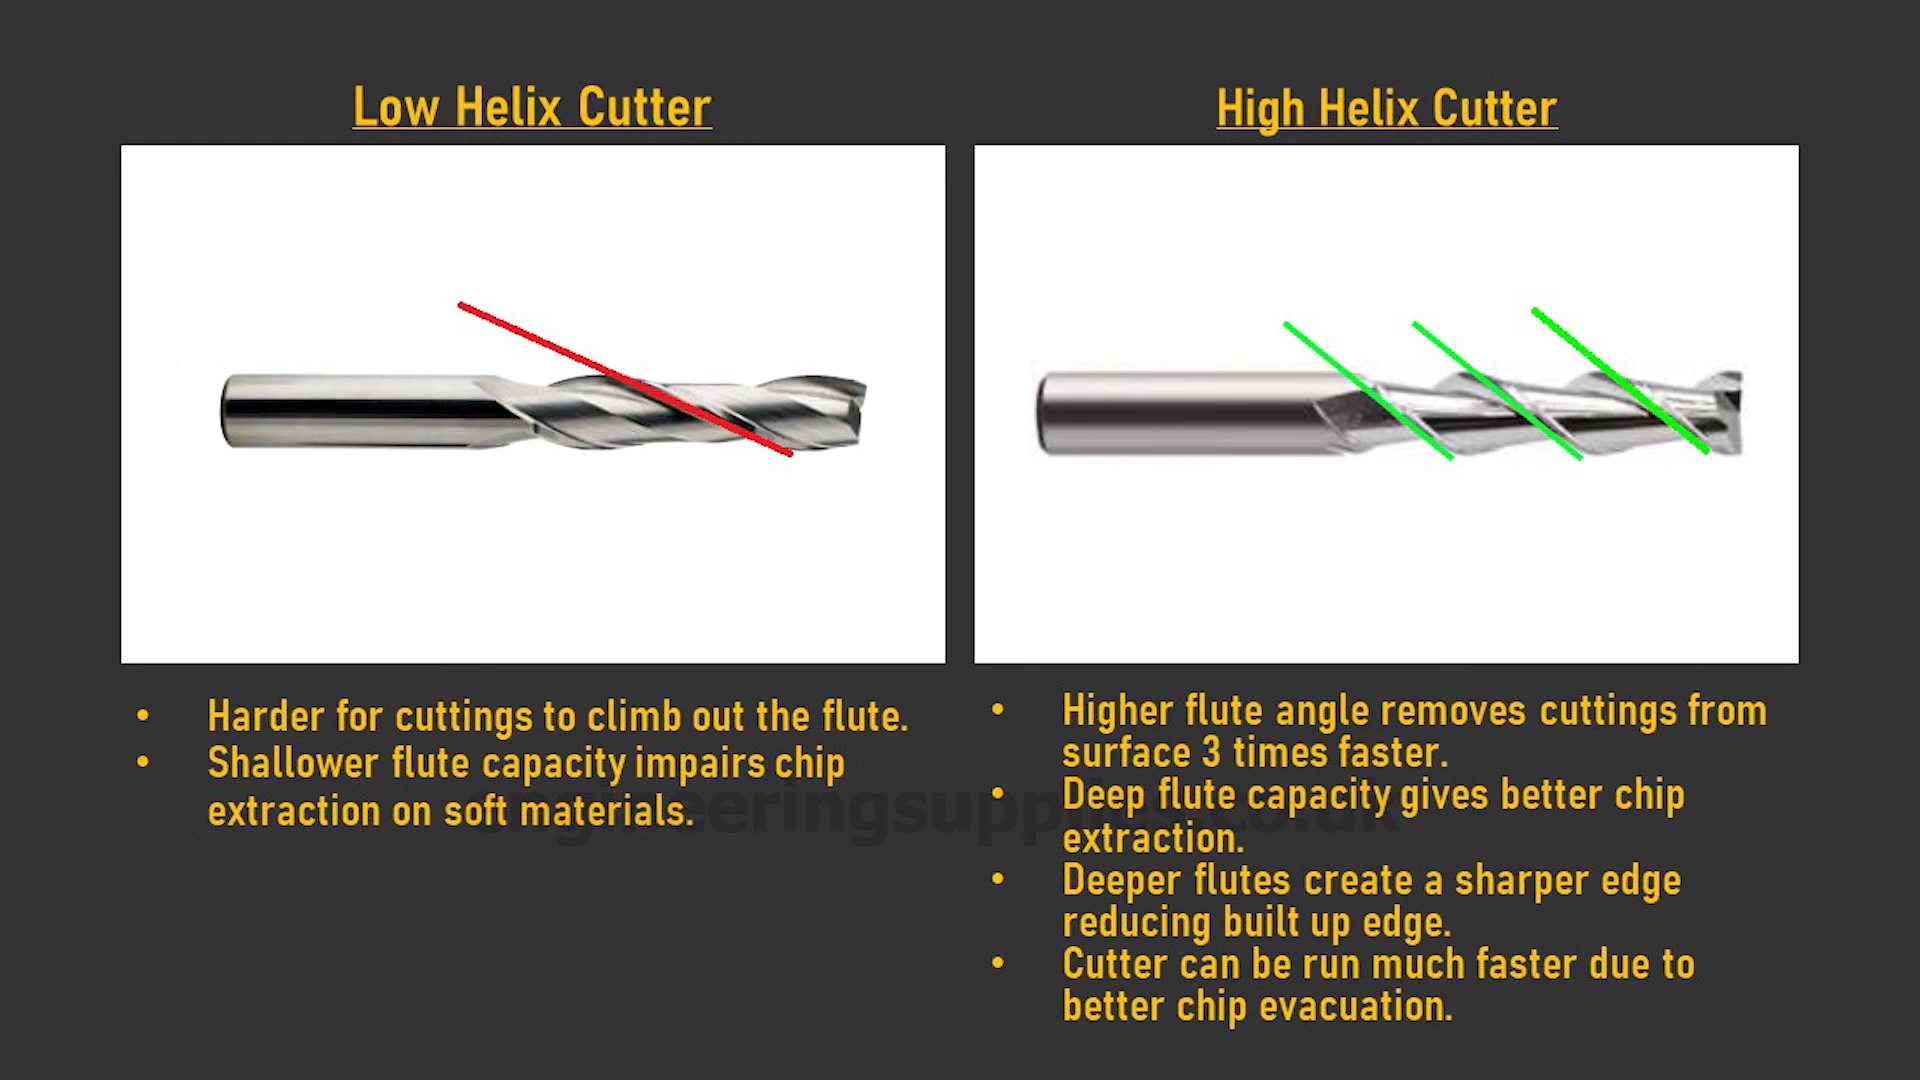 Low Helix Cutter
High Helix Cutter
• Harder for cuttings to climb out the flute.
• Shallower flute capacity impairs chip
extraction on soft materials.
• Higher flute angle removes cuttings from
surface 3 times faster.
• Deep flute capacity gives better chip
extraction.
• Deeper flutes create a sharper edge
reducing built up edge.
• Cutter can be run much faster due to
better chip evacuation.
engineeringsupplies.co.uk